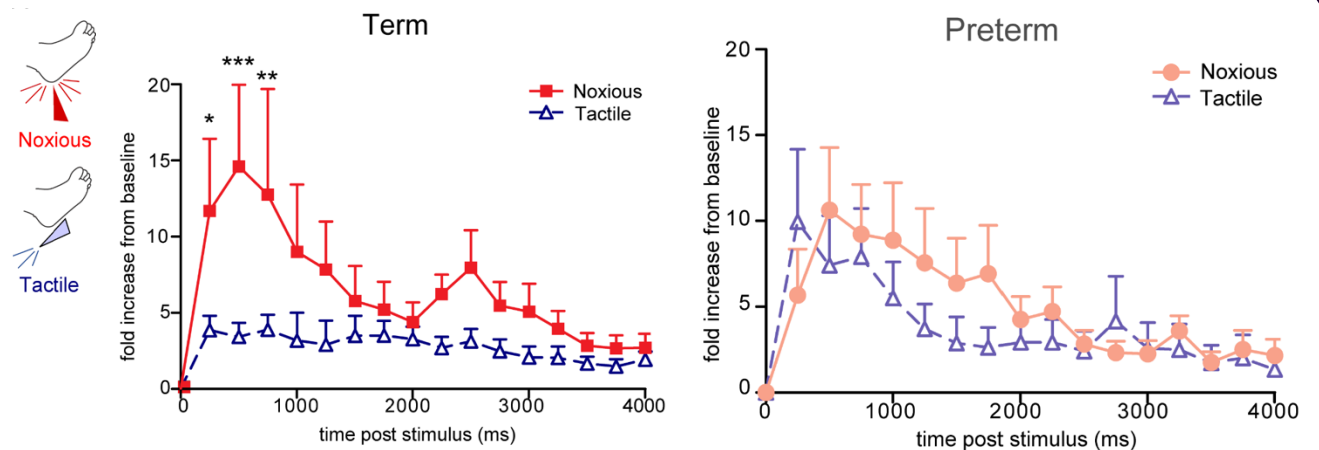 Noxious
Tactile
Term
*
***
**
Noxious
Tactile
fold increase from baseline
20
15
10
5
0
0
1000
2000
3000
4000
time post stimulus (ms)
Preterm
Noxious
Tactile
fold increase from baseline
20
15
10
5
0
0
1000
2000
3000
4000
time post stimulus (ms)